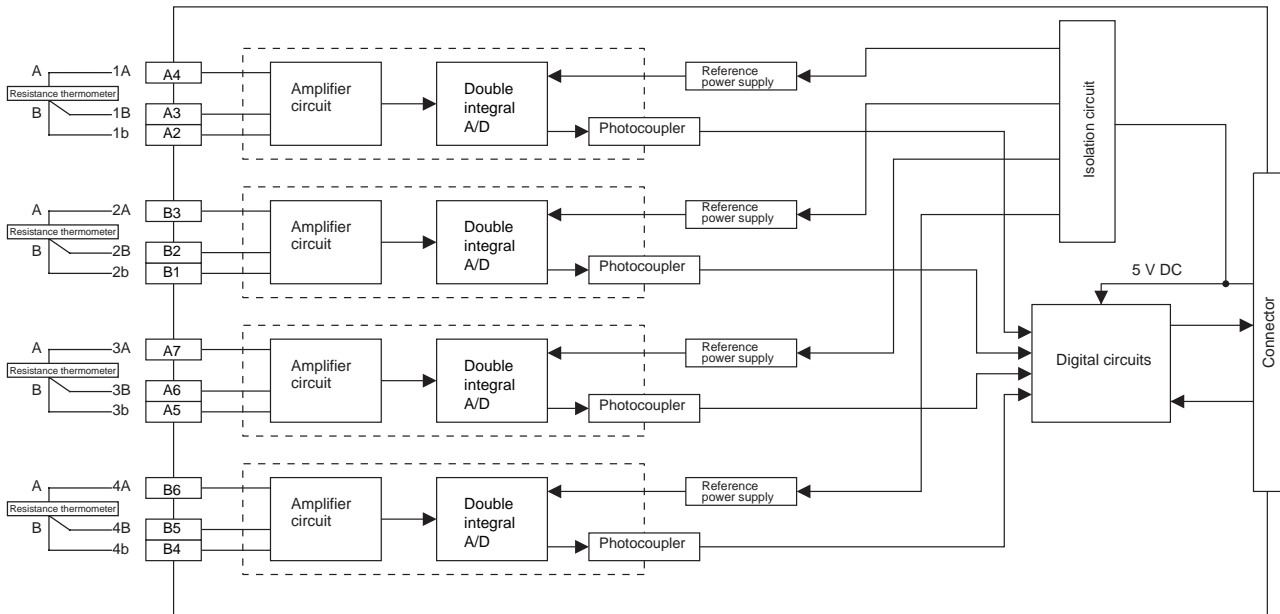 A
1A
A4
Resistance thermometer
B
1B
A3
1b
A2
Amplifier
circuit
Double
integral
A/D
Reference
power supply
Photocoupler
Isolation circuit
A
2A
B3
Resistance thermometer
B
2B
B2
2b
B1
Amplifier
circuit
Double
integral
A/D
Reference
power supply
Photocoupler
5 V DC
Connector
Digital circuits
A
3A
A7
Resistance thermometer
B
3B
A6
3b
A5
Amplifier
circuit
Double
integral
A/D
Reference
power supply
Photocoupler
A
4A
B6
Resistance thermometer
B
4B
B5
4b
B4
Amplifier
circuit
Double
integral
A/D
Reference
power supply
Photocoupler